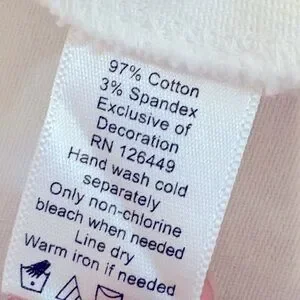 97% Cotton
3% Spandex
Exclusive of
Decoration
RN 126449
Hand wash cold
separately
Only non-chlorine
bleach when needed
Line dry
Warm iron if needed